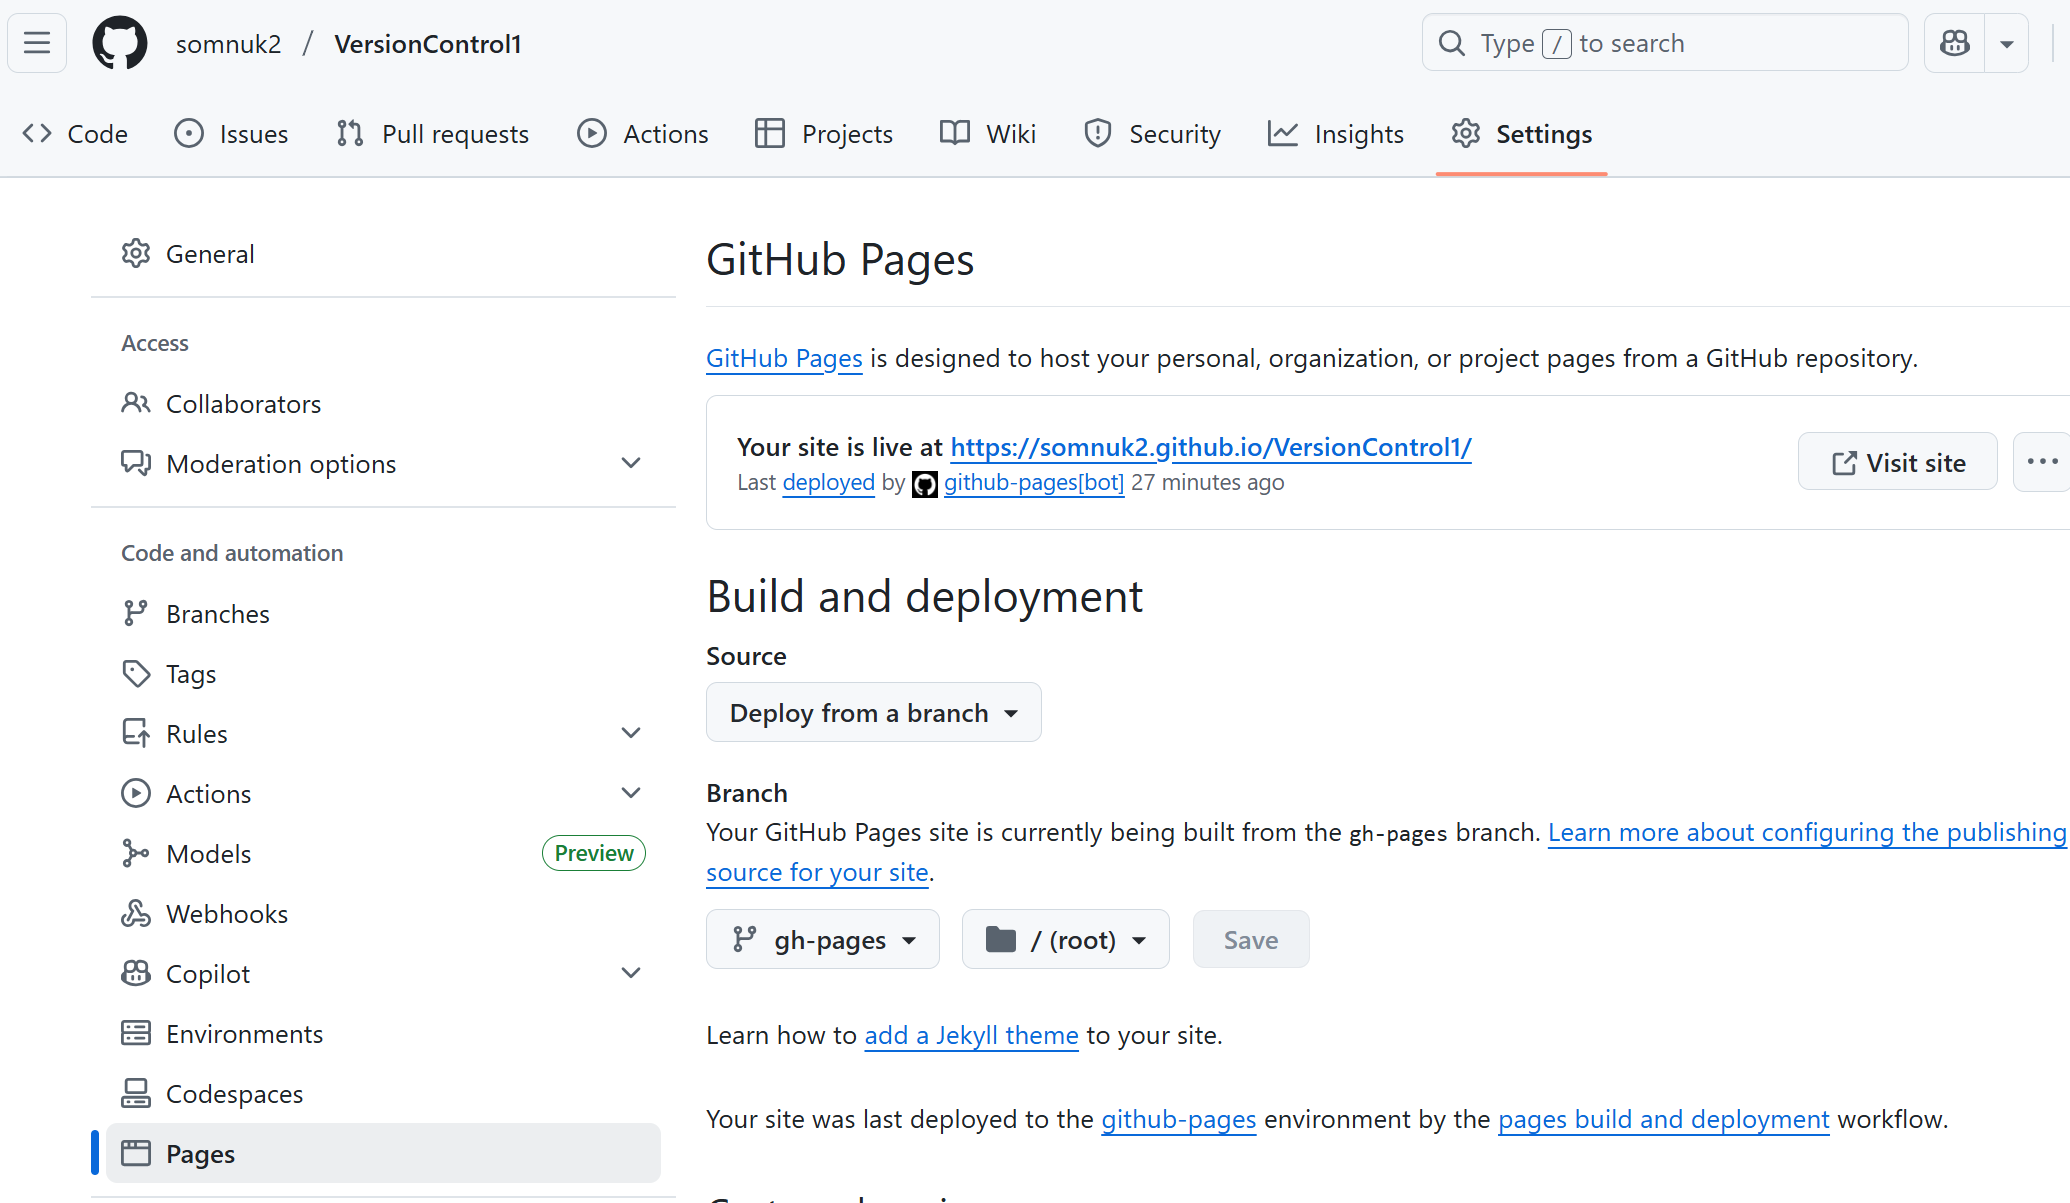 somnuk2 / VersionControl1
Type / to search
Code
Issues
Pull requests
Actions
Projects
Wiki
Security
Insights
Settings
General
Access
Collaborators
Moderation options
Code and automation
Branches
Tags
Rules
Actions
Models
Preview
Webhooks
Copilot
Environments
Codespaces
Pages
GitHub Pages
GitHub Pages is designed to host your personal, organization, or project pages from a GitHub repository.
Your site is live at https://somnuk2.github.io/VersionControl1/
Last deployed by github-pages[bot] 27 minutes ago
Visit site
Build and deployment
Source
Deploy from a branch
Branch
Your GitHub Pages site is currently being built from the gh-pages branch. Learn more about configuring the publishing
source for your site.
gh-pages
/ (root)
Save
Learn how to add a Jekyll theme to your site.
Your site was last deployed to the github-pages environment by the pages build and deployment workflow.